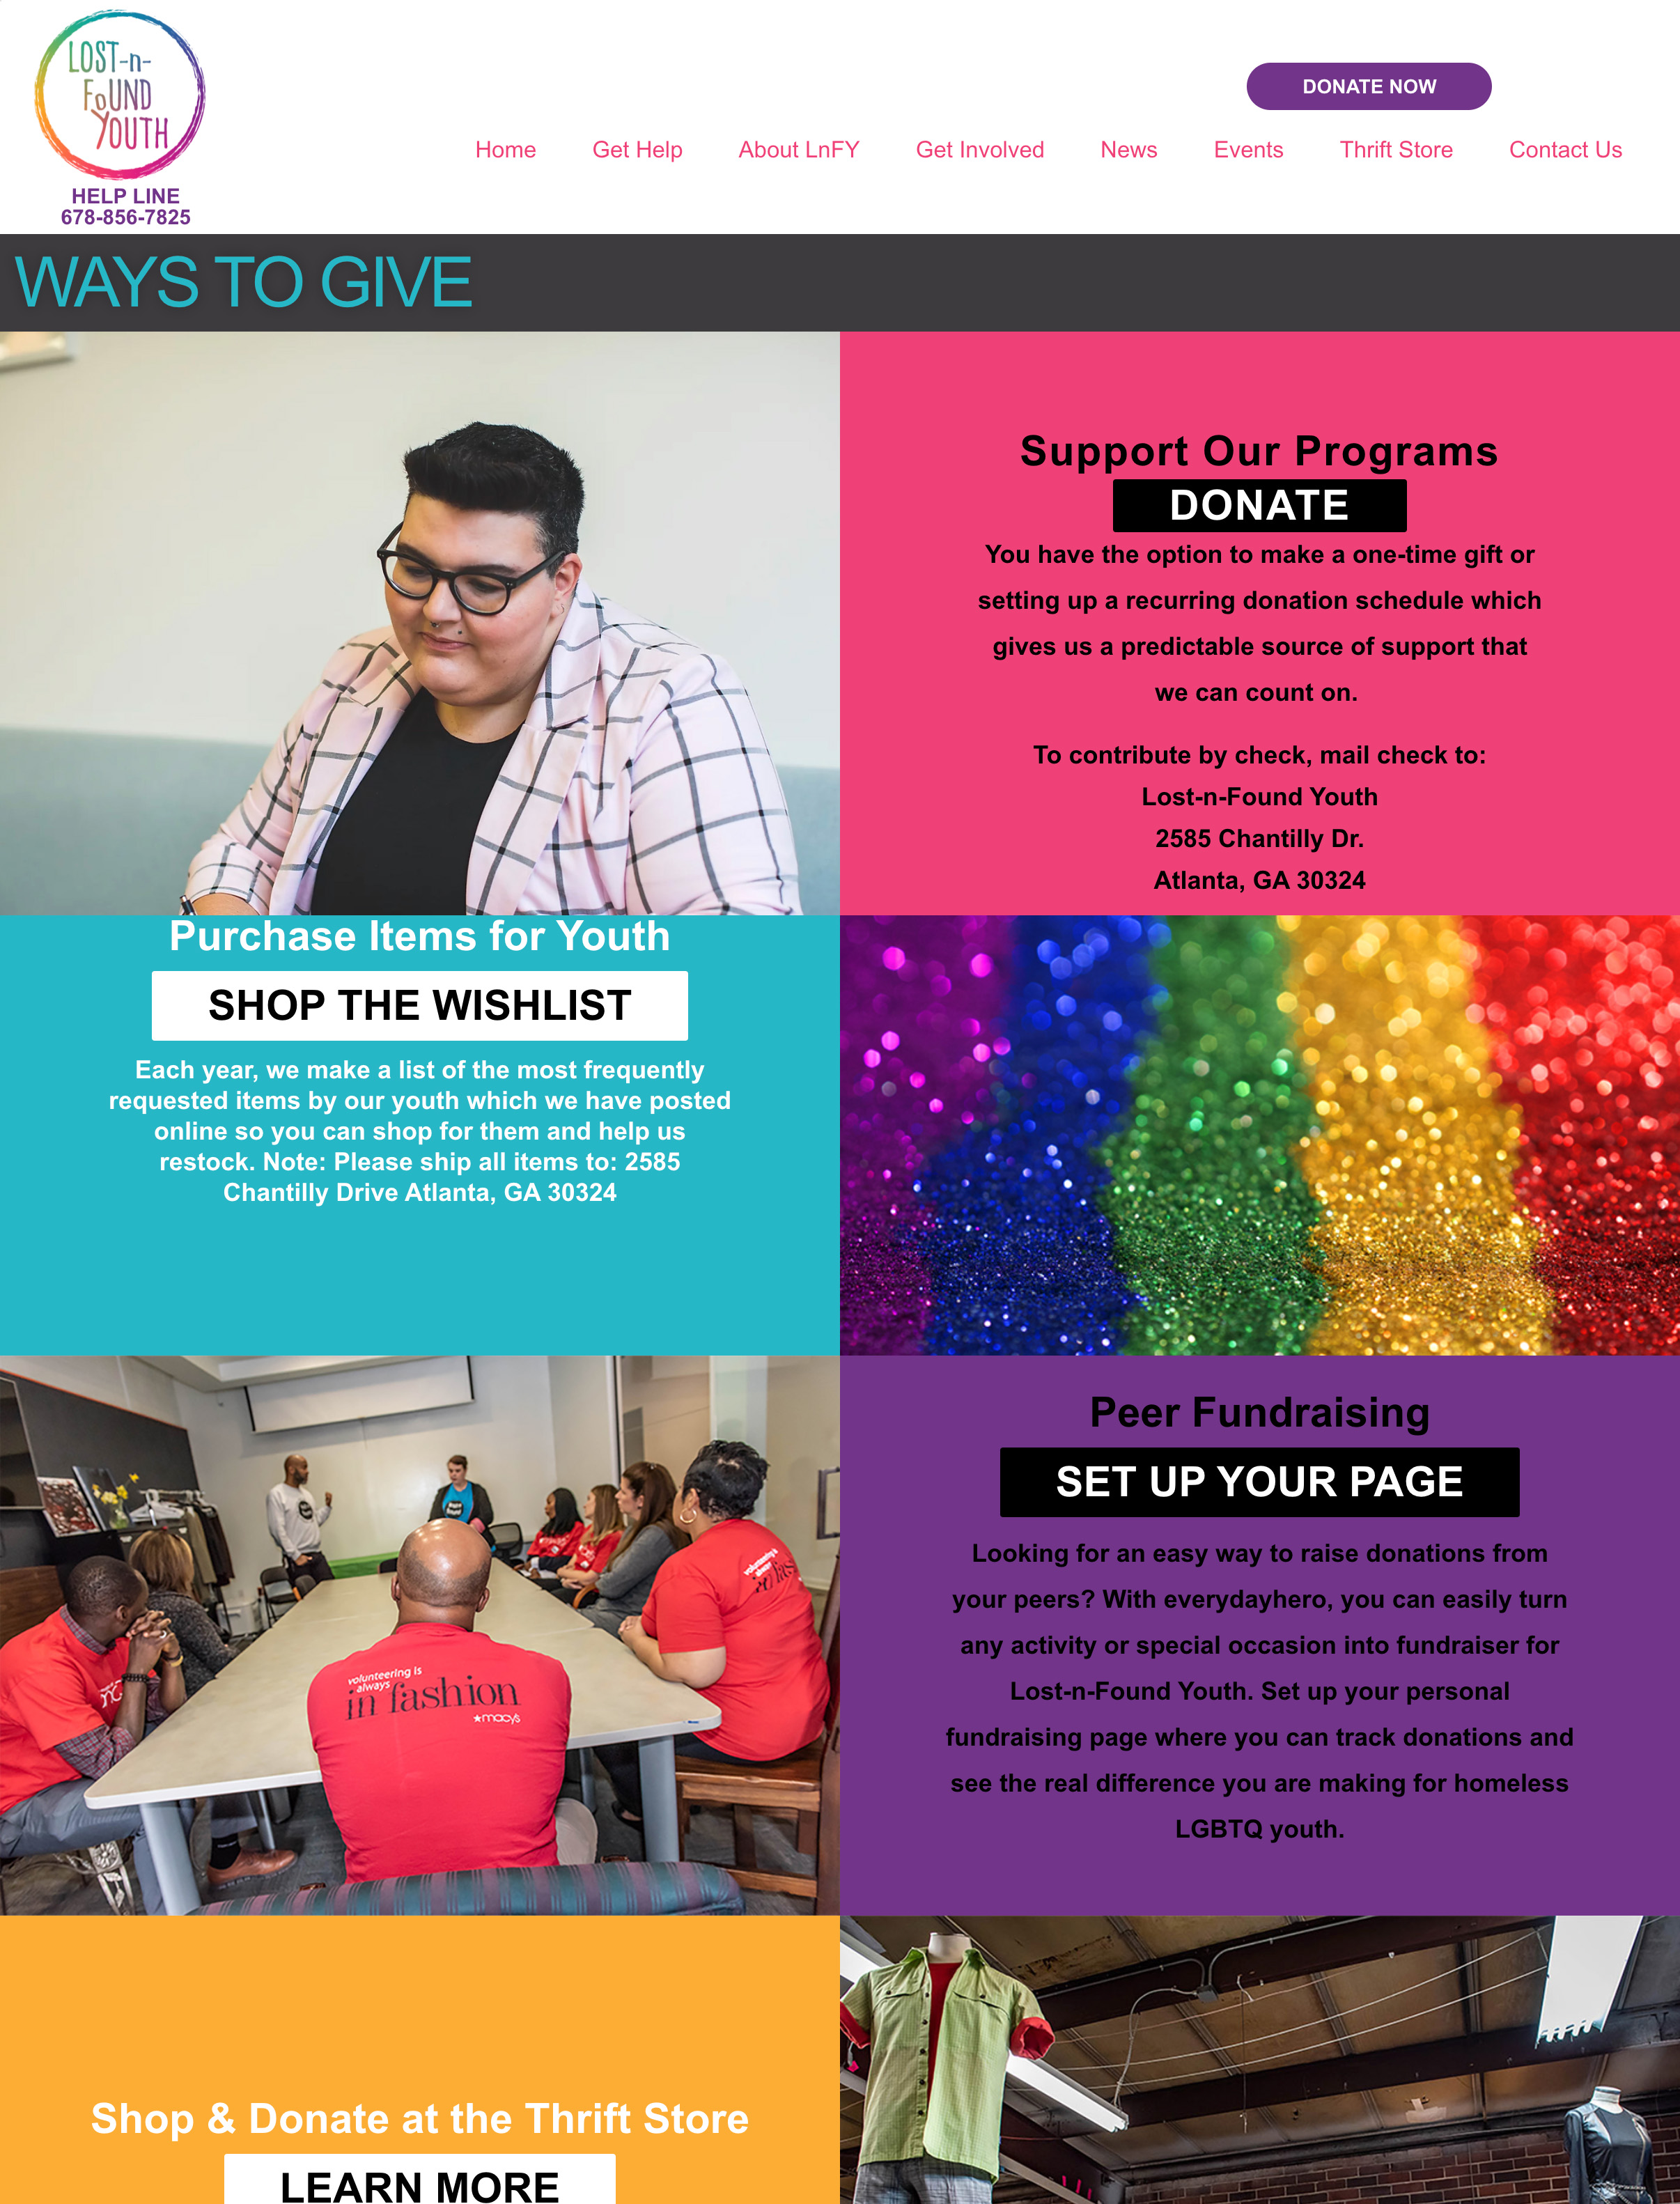 LOST-n-
FoUND
YOUTH
HELP LINE
678-856-7825
DONATE NOW
Home Get Help About LnFY Get Involved News Events Thrift Store Contact Us
WAYS TO GIVE
Support Our Programs
DONATE
You have the option to make a one-time gift or
setting up a recurring donation schedule which
gives us a predictable source of support that
we can count on.
To contribute by check, mail check to:
Lost-n-Found Youth
2585 Chantilly Dr.
Atlanta, GA 30324
Purchase Items for Youth
SHOP THE WISHLIST
Each year, we make a list of the most frequently
requested items by our youth which we have posted
online so you can shop for them and help us
restock. Note: Please ship all items to: 2585
Chantilly Drive Atlanta, GA 30324
volunteering is
always
in fashion
macy's
volunteering is
always
Peer Fundraising
SET UP YOUR PAGE
Looking for an easy way to raise donations from
your peers? With everydayhero, you can easily turn
any activity or special occasion into fundraiser for
Lost-n-Found Youth. Set up your personal
fundraising page where you can track donations and
see the real difference you are making for homeless
LGBTQ youth.
Shop & Donate at the Thrift Store
LEARN MORE